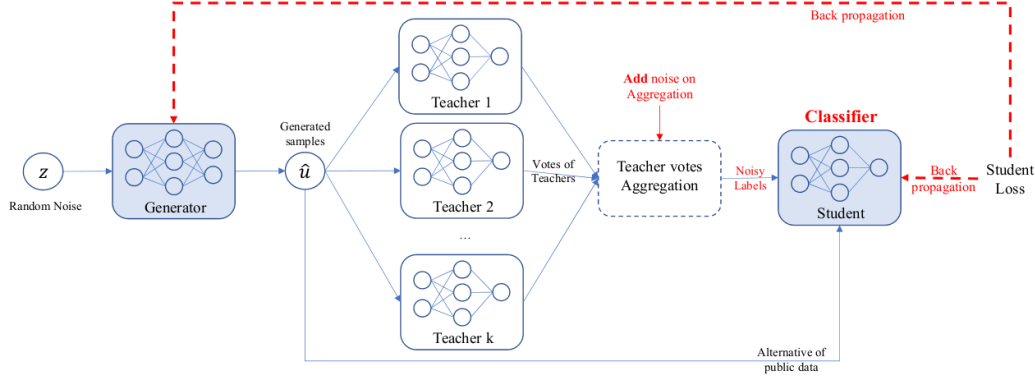 Back propagation
Teacher 1
Add noise on
Aggregation
Classifier
Generated
samples
z
û
Random Noise
Generator
Teacher 2
Votes of
Teachers
Teacher votes
Aggregation
Noisy
Labels
Student
Back
propagation
Student
Loss
...
Teacher k
Alternative of
public data